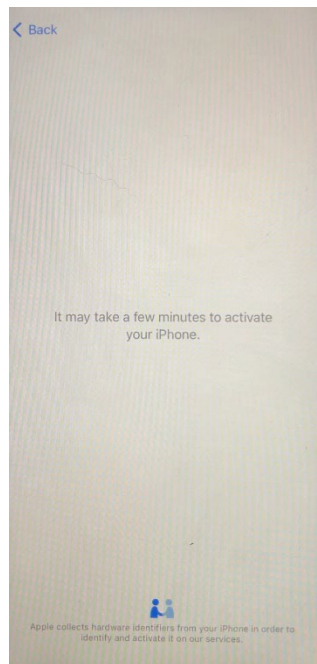 Back
It may take a few minutes to activate
your iPhone.
Apple collects hardware identifiers from your iPhone in order to
identify and activate it on our services.